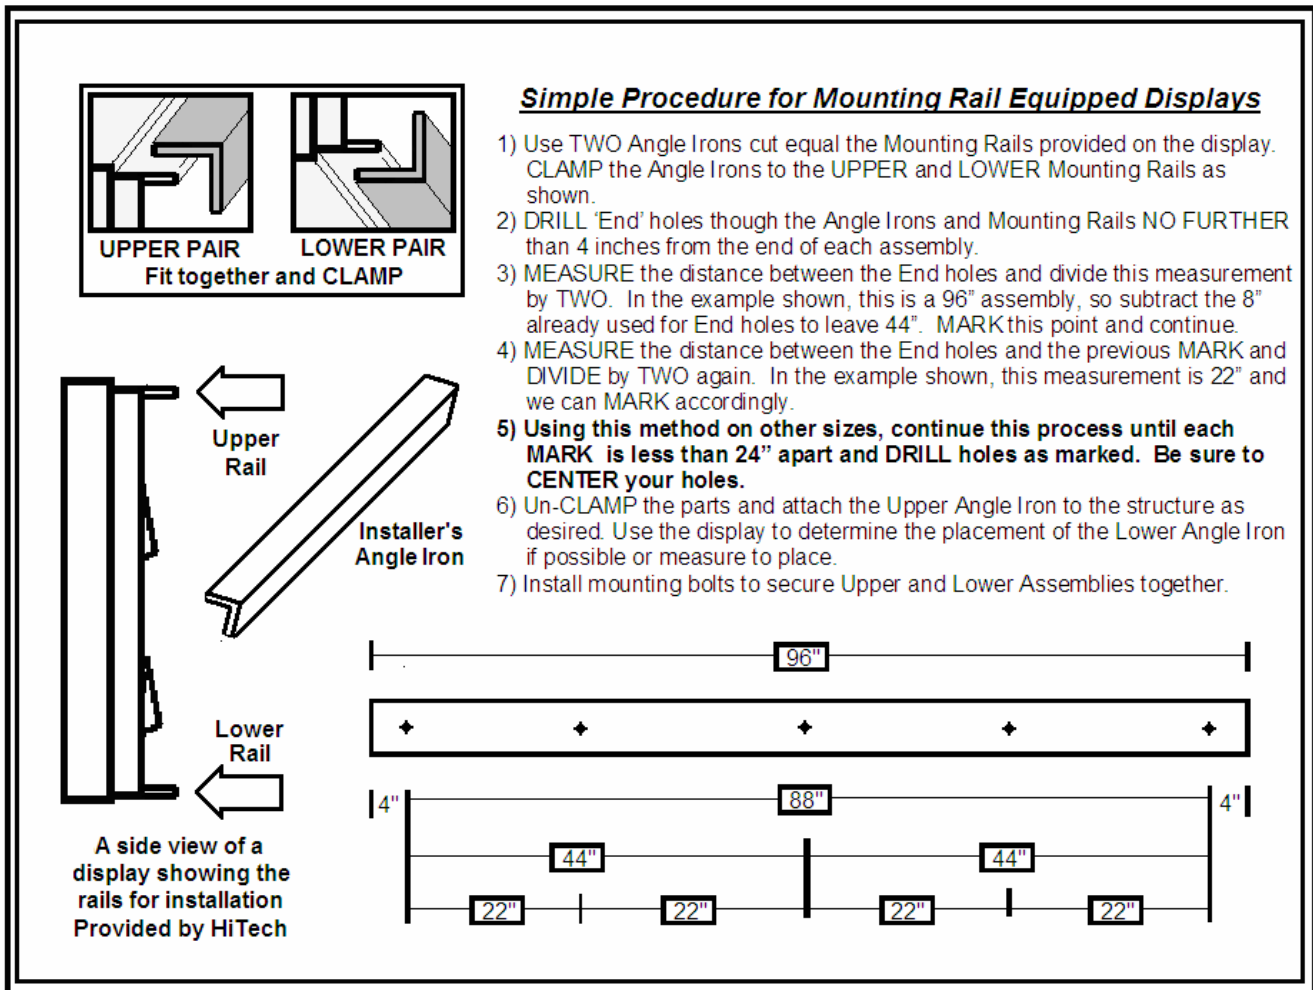 Simple Procedure for Mounting Rail Equipped Displays
1) Use TWO Angle Irons cut equal the Mounting Rails provided on the display.
CLAMP the Angle Irons to the UPPER and LOWER Mounting Rails as
shown.
2) DRILL ‘End’ holes though the Angle Irons and Mounting Rails NO FURTHER
than 4 inches from the end of each assembly.
3) MEASURE the distance between the End holes and divide this measurement
by TWO.  In the example shown, this is a 96” assembly, so subtract the 8”
already used for End holes to leave 44”.  MARK this point and continue.
4) MEASURE the distance between the End holes and the previous MARK and
DIVIDE by TWO again.  In the example shown, this measurement is 22” and
we can MARK accordingly.
5) Using this method on other sizes, continue this process until each
MARK  is less than 24” apart and DRILL holes as marked.  Be sure to
CENTER your holes.
6) Un-CLAMP the parts and attach the Upper Angle Iron to the structure as
desired. Use the display to determine the placement of the Lower Angle Iron
if possible or measure to place.
7) Install mounting bolts to secure Upper and Lower Assemblies together.
UPPER PAIR
LOWER PAIR
Fit together and CLAMP
Upper
Rail
Installer's
Angle Iron
Lower
Rail
A side view of a
display showing the
rails for installation
Provided by HiTech
96"
4"
88"
4"
44"
44"
22"
22"
22"
22"